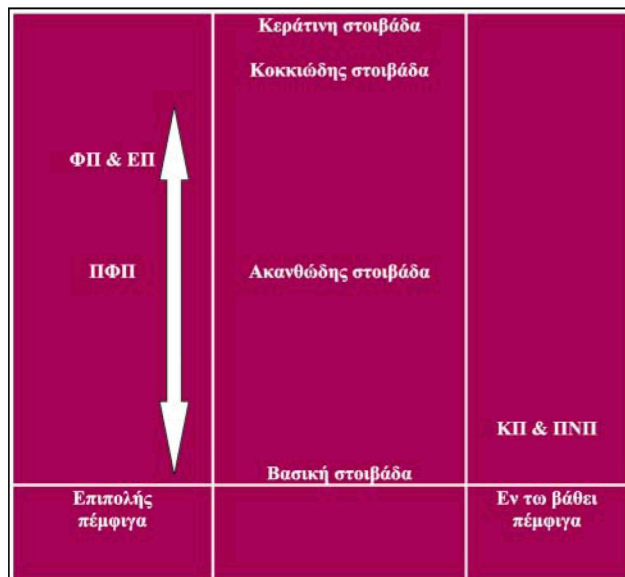 Κεράτινη στοιβάδα
Κοκκιώδης στοιβάδα
ΦΠ & ΕΠ
ΠΦΠ
Ακανθώδης στοιβάδα
ΚΠ & ΠΝΠ
Βασική στοιβάδα
Επιπολής
πέμφιγα
Εν τω βάθει
πέμφιγα